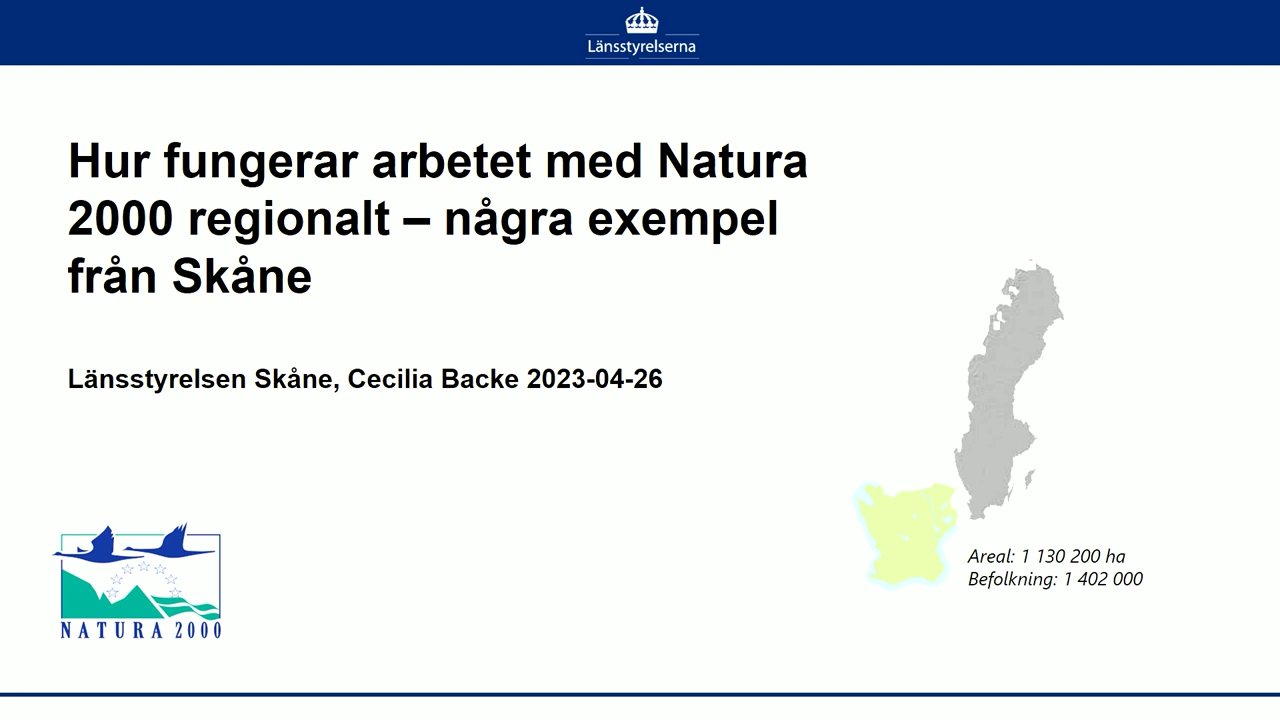 Länsstyrelserna
Hur fungerar arbetet med Natura
2000 regionalt – några exempel
från Skåne
Länsstyrelsen Skåne, Cecilia Backe 2023-04-26
Areal: 1 130 200 ha
Befolkning: 1 402 000
NATURA 2000